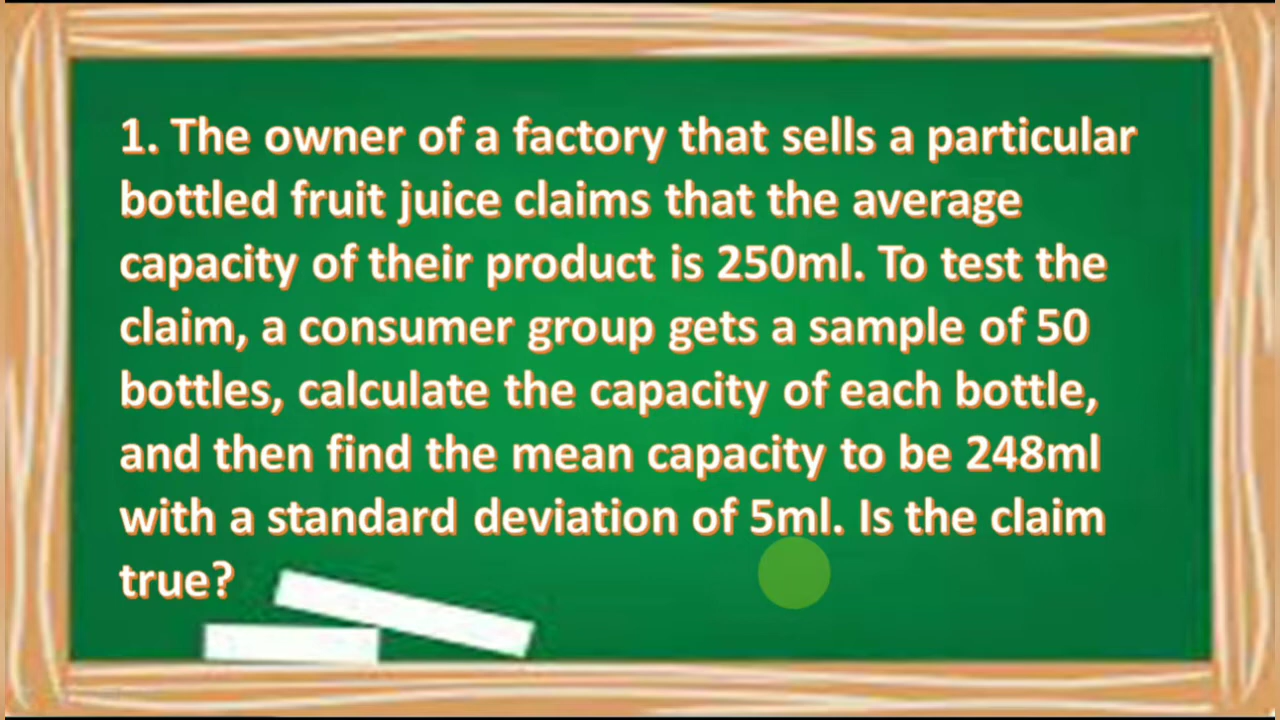 1. The owner of a factory that sells a particular
bottled fruit juice claims that the average
capacity of their product is 250ml. To test the
claim, a consumer group gets a sample of 50
bottles, calculate the capacity of each bottle,
and then find the mean capacity to be 248ml
with a standard deviation of 5ml. Is the claim
true?